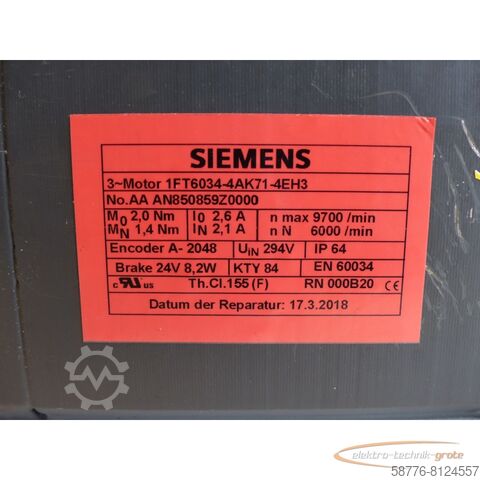 SIEMENS
3~Motor 1FT6034-4AK71-4EH3
No.AA AN850859Z0000
M0 2,0 Nm I0 2,6 A n max 9700 /min
MN 1,4 Nm IN 2,1 A n N 6000 /min
Encoder A- 2048 UIN 294V IP 64
Brake 24V 8,2W KTY 84 EN 60034
c RU us Th.Cl.155 (F) RN 000B20 CE
Datum der Reparatur: 17.3.2018
elektro-technik-grote
58776-8124557